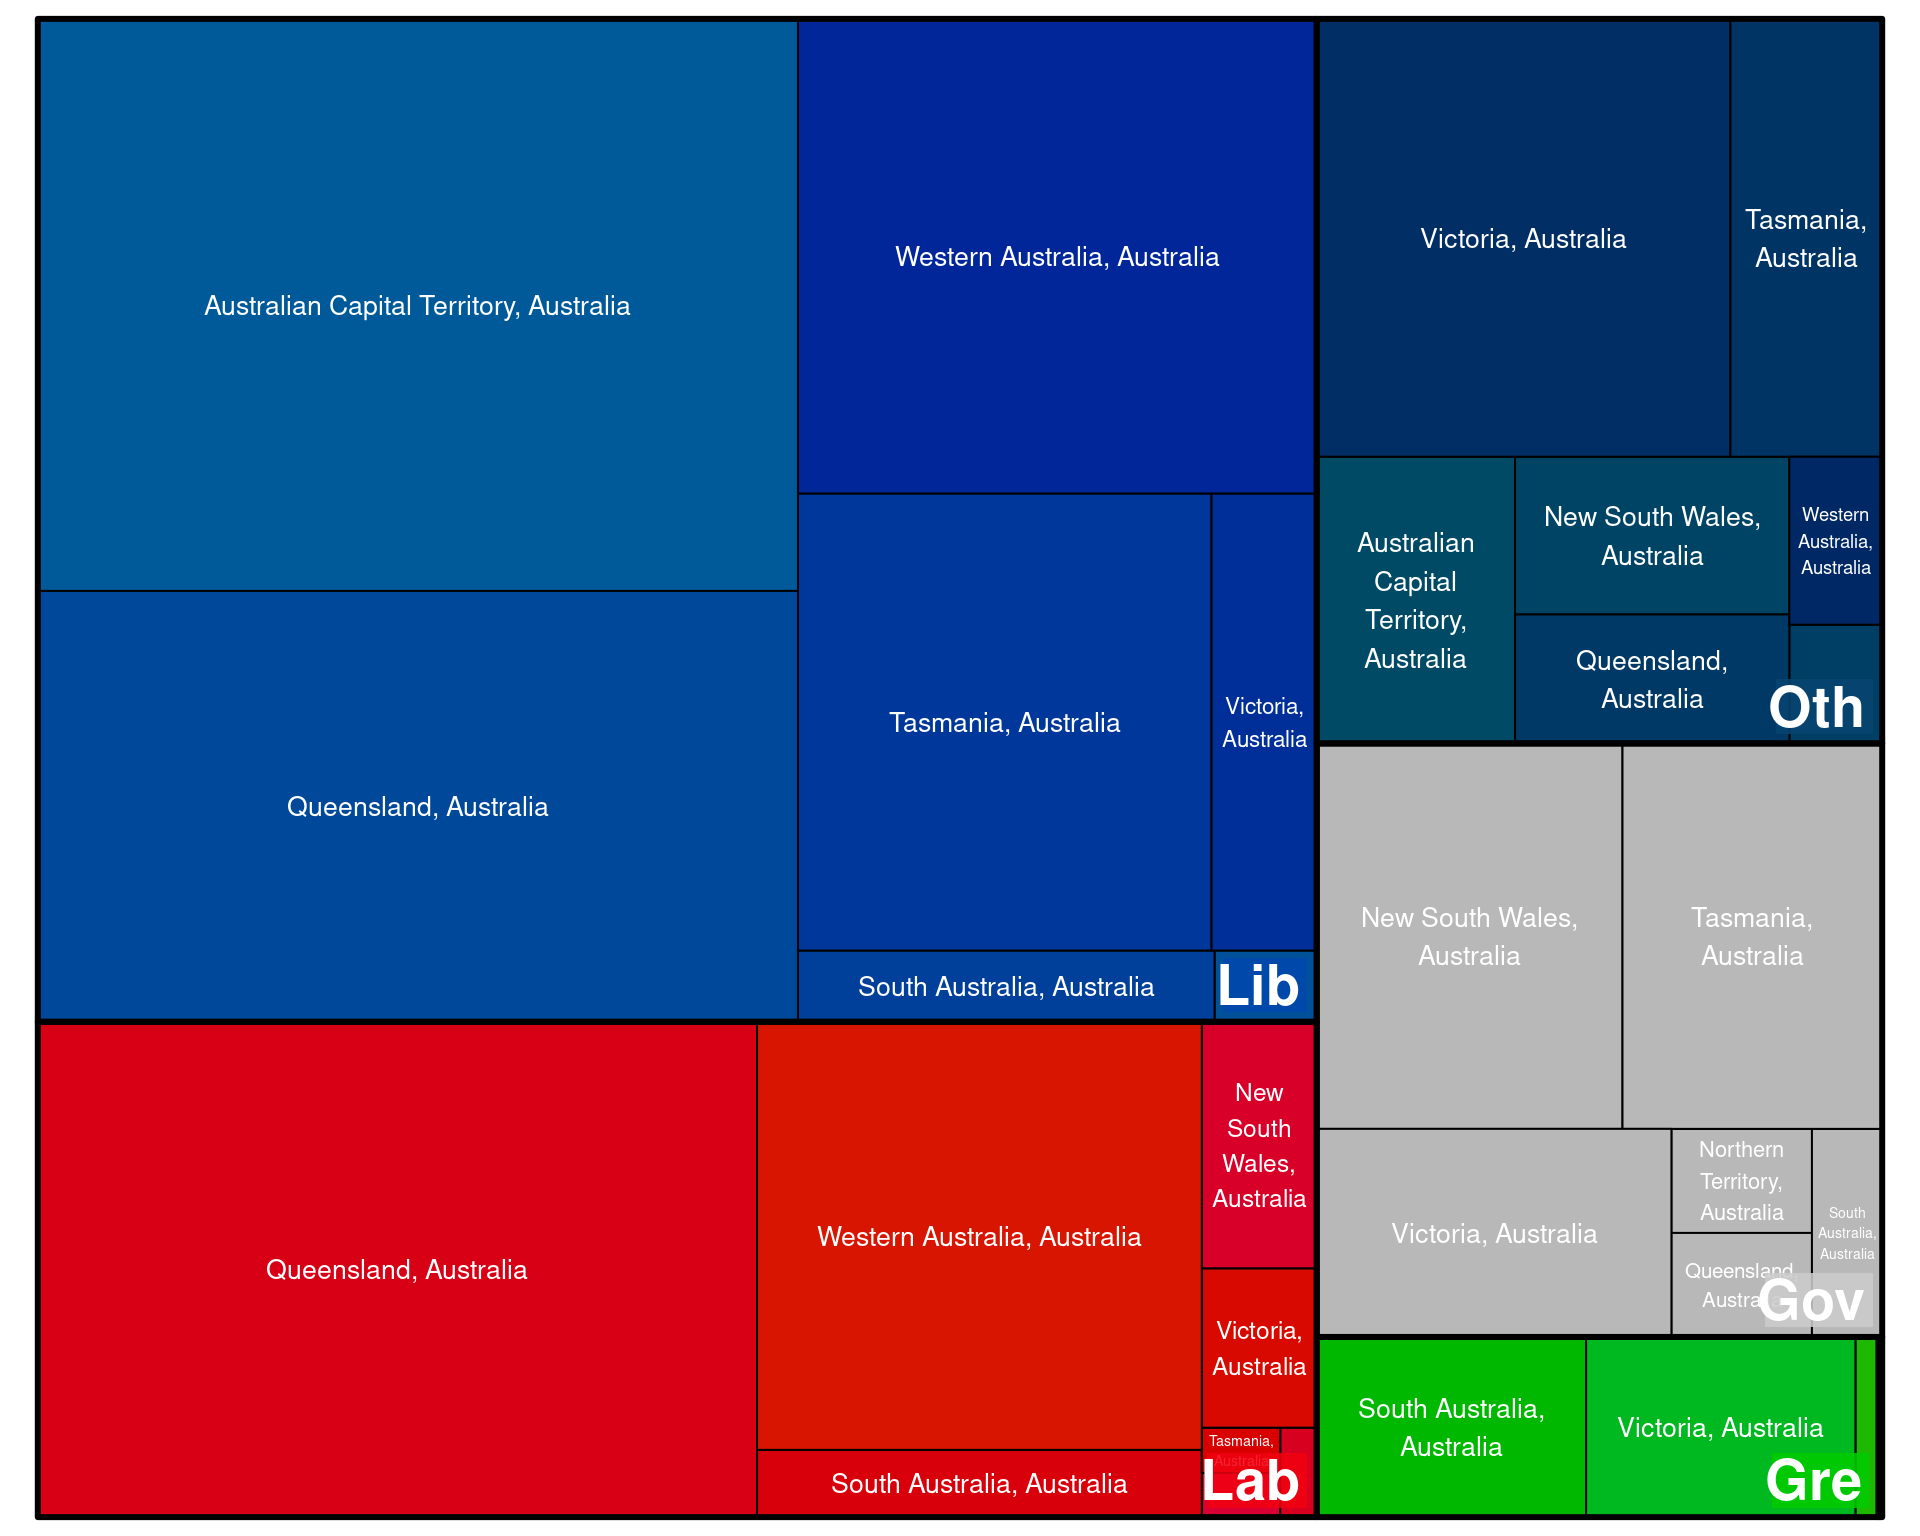 Australian Capital Territory, Australia
Queensland, Australia
Western Australia, Australia
Tasmania, Australia
Victoria,
Australia
South Australia, Australia
Lib
Queensland, Australia
Western Australia, Australia
South Australia, Australia
New
South
Wales,
Australia
Victoria,
Australia
Tasmania,
Australia
Lab
Victoria, Australia
Tasmania,
Australia
Australian
Capital
Territory,
Australia
New South Wales,
Australia
Queensland,
Australia
Western
Australia,
Australia
Oth
New South Wales,
Australia
Tasmania,
Australia
Victoria, Australia
Northern
Territory,
Australia
Queensland,
Australia
South
Australia,
Australia
Gov
South Australia,
Australia
Victoria, Australia
Gre